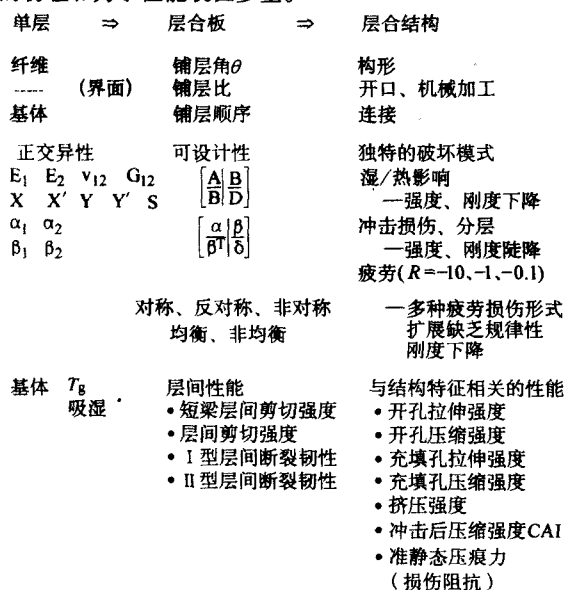 单层 ⇒ 层合板 ⇒ 层合结构
纤维 铺层角θ 构形
----- (界面) 铺层比 开口、机械加工
基体 铺层顺序 连接
正交异性 可设计性 独特的破坏模式
E₁ E₂ ν₁₂ G₁₂ [A B 湿/热影响
X X′ Y Y′ S B D] —强度、刚度下降
α₁ α₂ [α β 冲击损伤、分层
β₁ β₂ βᵀ δ] —强度、刚度陡降
疲劳(R=-10、-1、-0.1)
对称、反对称、非对称 —多种疲劳损伤形式
均衡、非均衡 扩展缺乏规律性
刚度下降
基体 Tg 层间性能 与结构特征相关的性能
吸湿 •短梁层间剪切强度 •开孔拉伸强度
•层间剪切强度 •开孔压缩强度
•Ⅰ型层间断裂韧性 •充填孔拉伸强度
•Ⅱ型层间断裂韧性 •充填孔压缩强度
•挤压强度
•冲击后压缩强度CAI
•准静态压痕力
(损伤阻抗)